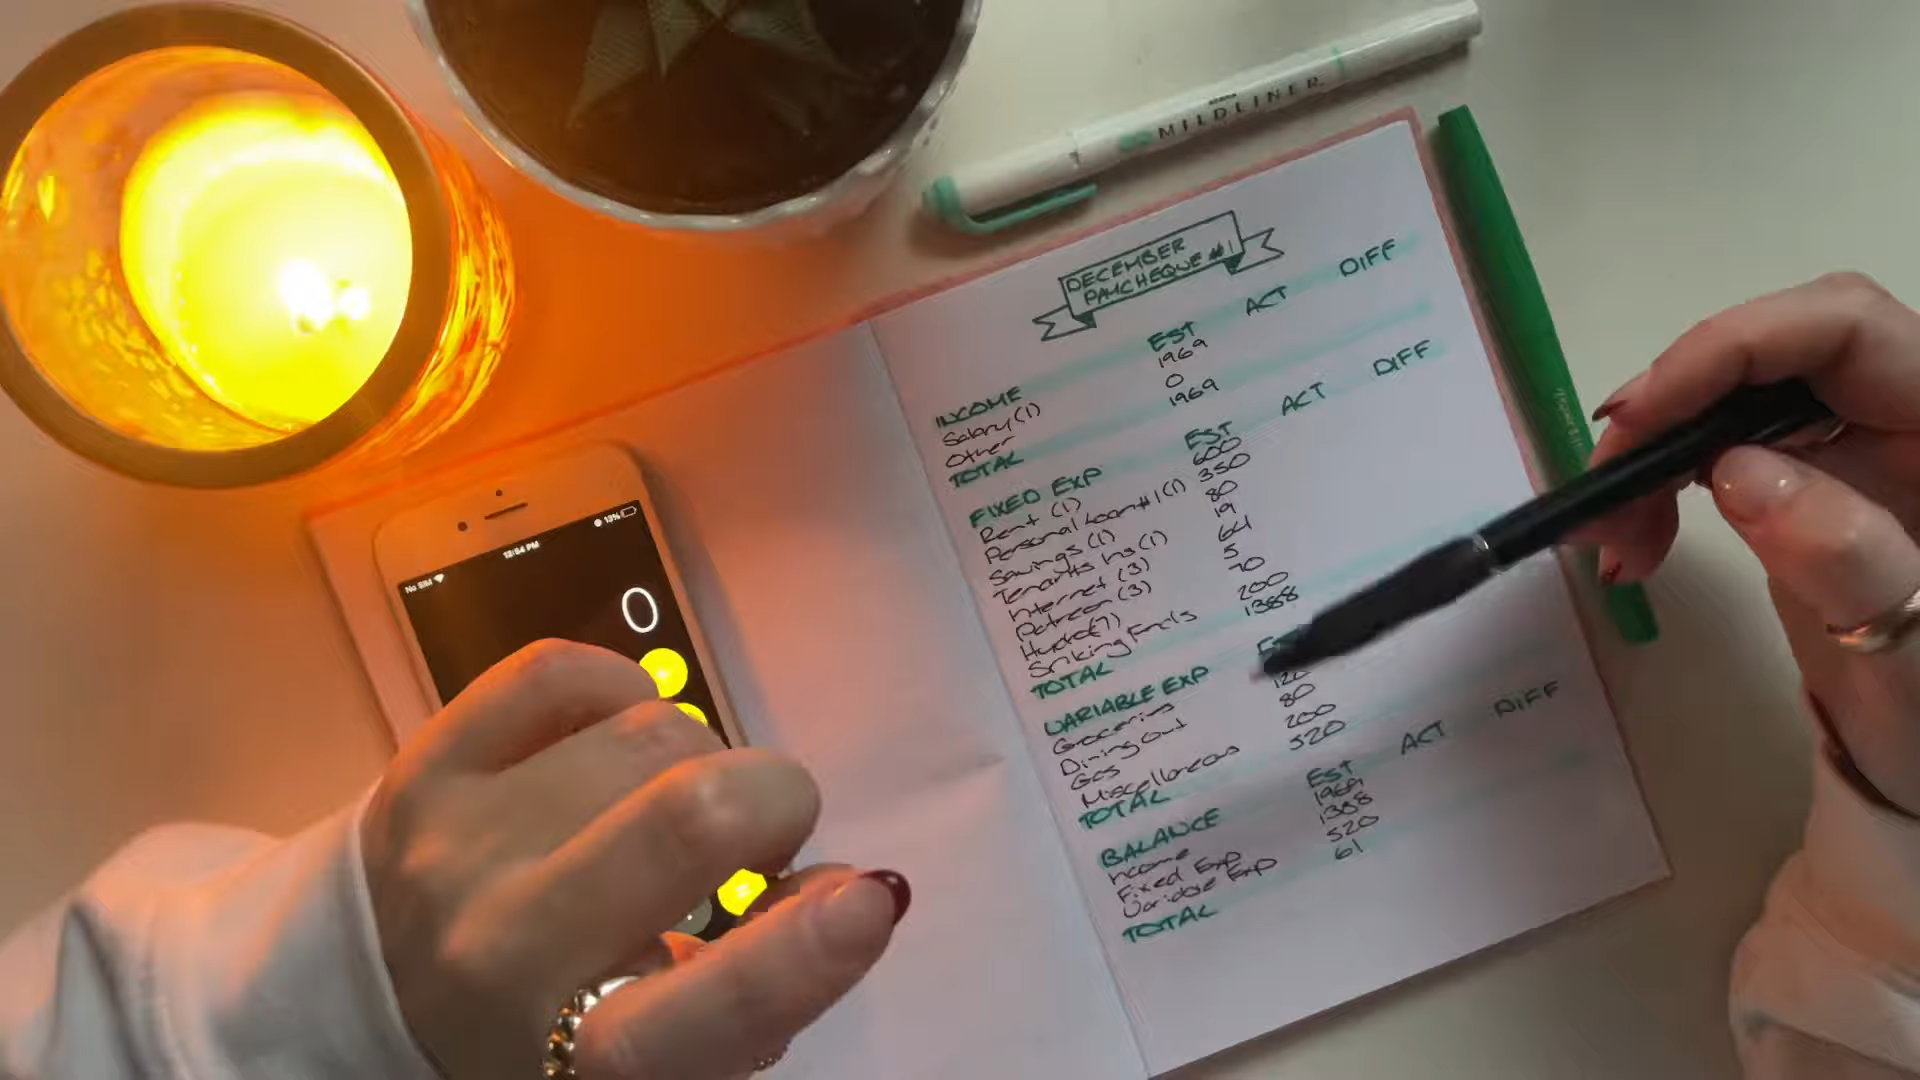 MILDLINER
DECEMBER
PAYCHEQUE #1
INCOME EST ACT DIFF
Salary (1) 1969
Other 0
TOTAL 1969
FIXED EXP EST ACT DIFF
Rent (1) 600
Personal Loan #1 (1) 350
Savings (1) 80
Tenants Ins (1) 19
Internet (3) 64
Patreon (3) 5
Hydro (7) 70
Sinking Funds 200
TOTAL 1388
VARIABLE EXP ACT DIFF
Groceries
Dining out 120
Gas 80
Miscellaneous 200
TOTAL 520
BALANCE EST ACT DIFF
Income 1969
Fixed Exp 1388
Variable Exp 520
TOTAL 61
No SIM 12:54 PM 13%
0